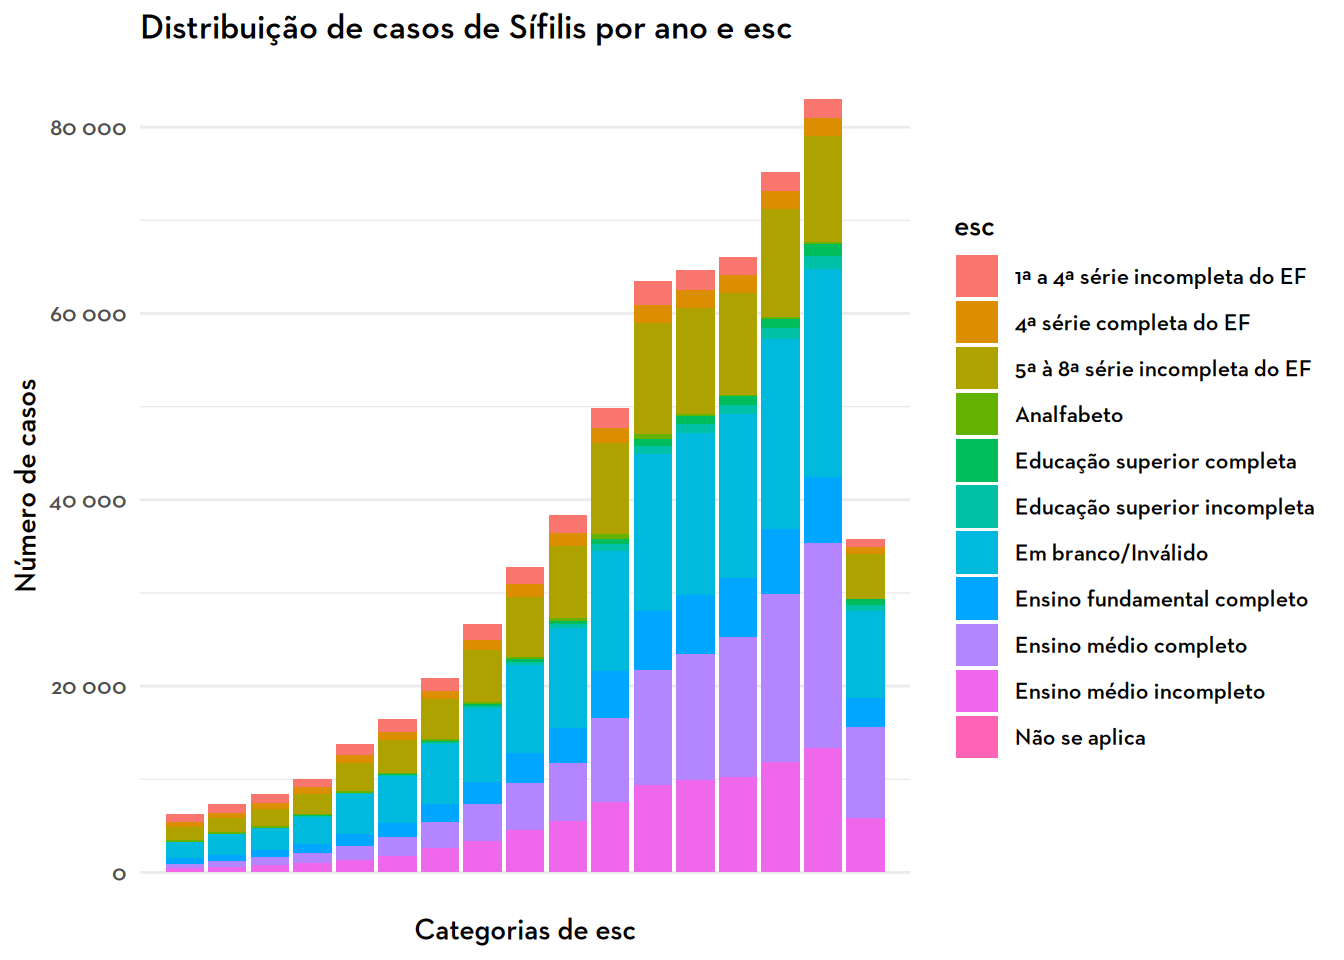 Distribuição de casos de Sífilis por ano e esc
80 000
60 000
40 000
20 000
0
Número de casos
Categorias de esc
esc
1ª a 4ª série incompleta do EF
4ª série completa do EF
5ª à 8ª série incompleta do EF
Analfabeto
Educação superior completa
Educação superior incompleta
Em branco/Inválido
Ensino fundamental completo
Ensino médio completo
Ensino médio incompleto
Não se aplica